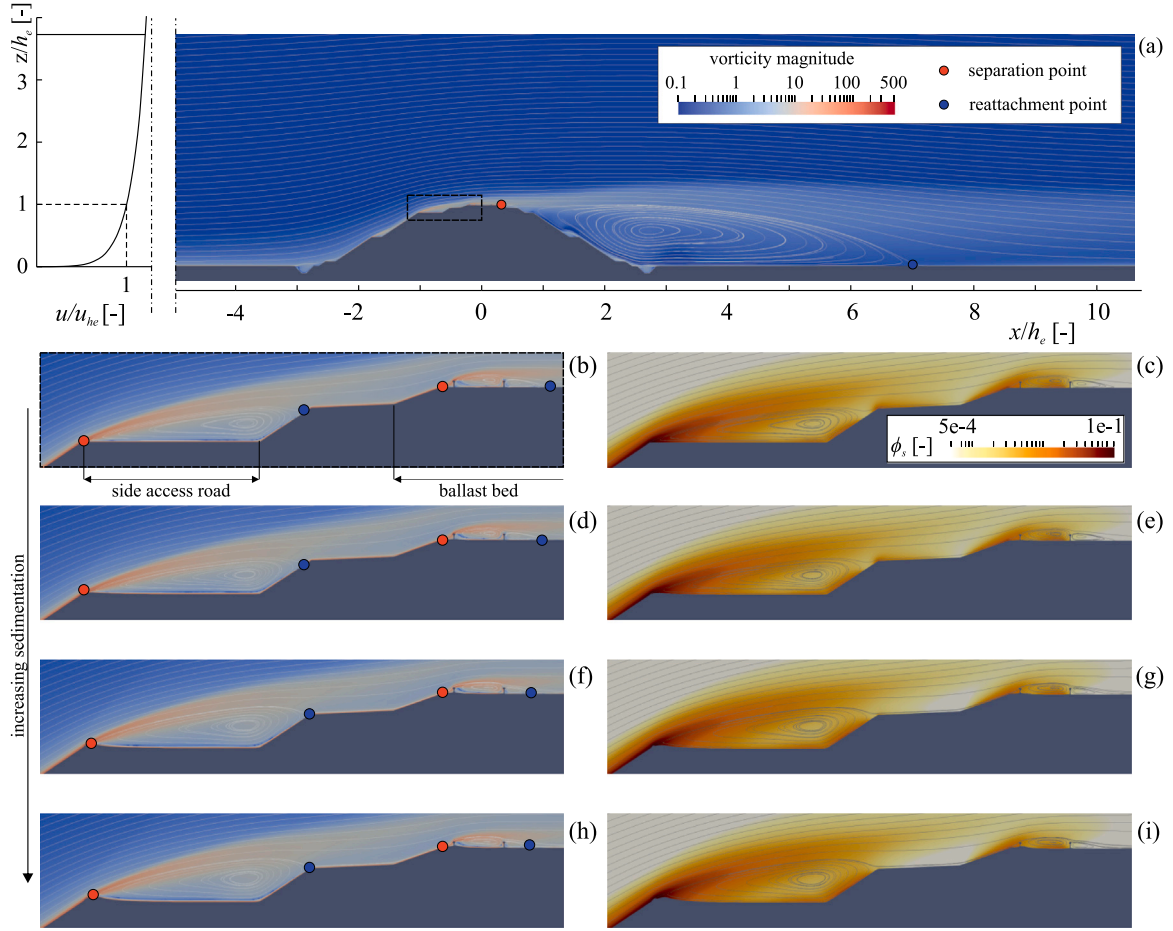 z/h_e [-]
3
2
1
0
1
u/u_he [-]
(a)
vorticity magnitude
0.1 1 10 100 500
separation point
reattachment point
-4 -2 0 2 4 6 8 10
x/h_e [-]
(b)
side access road
ballast bed
(c)
5e-4 1e-1
ϕ_s [-]
increasing sedimentation
(d)
(e)
(f)
(g)
(h)
(i)